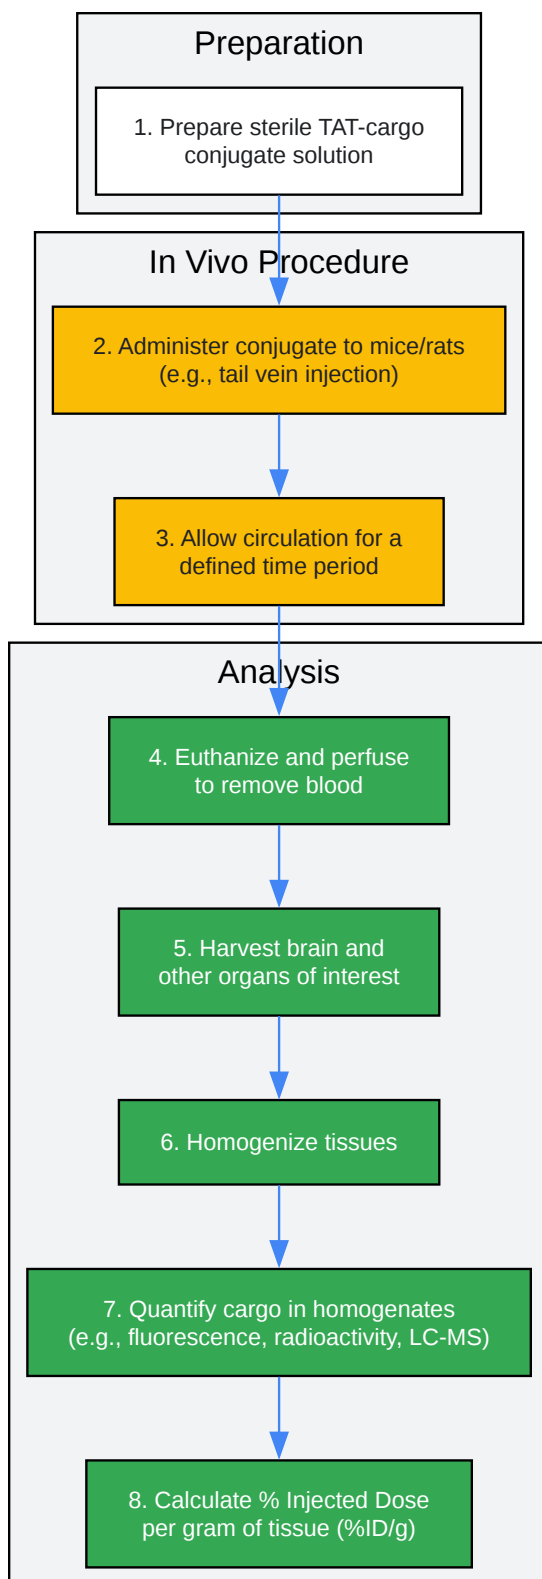 Preparation
1. Prepare sterile TAT-cargo
conjugate solution
In Vivo Procedure
2. Administer conjugate to mice/rats
(e.g., tail vein injection)
3. Allow circulation for a
defined time period
Analysis
4. Euthanize and perfuse
to remove blood
5. Harvest brain and
other organs of interest
6. Homogenize tissues
7. Quantify cargo in homogenates
(e.g., fluorescence, radioactivity, LC-MS)
8. Calculate % Injected Dose
per gram of tissue (%ID/g)